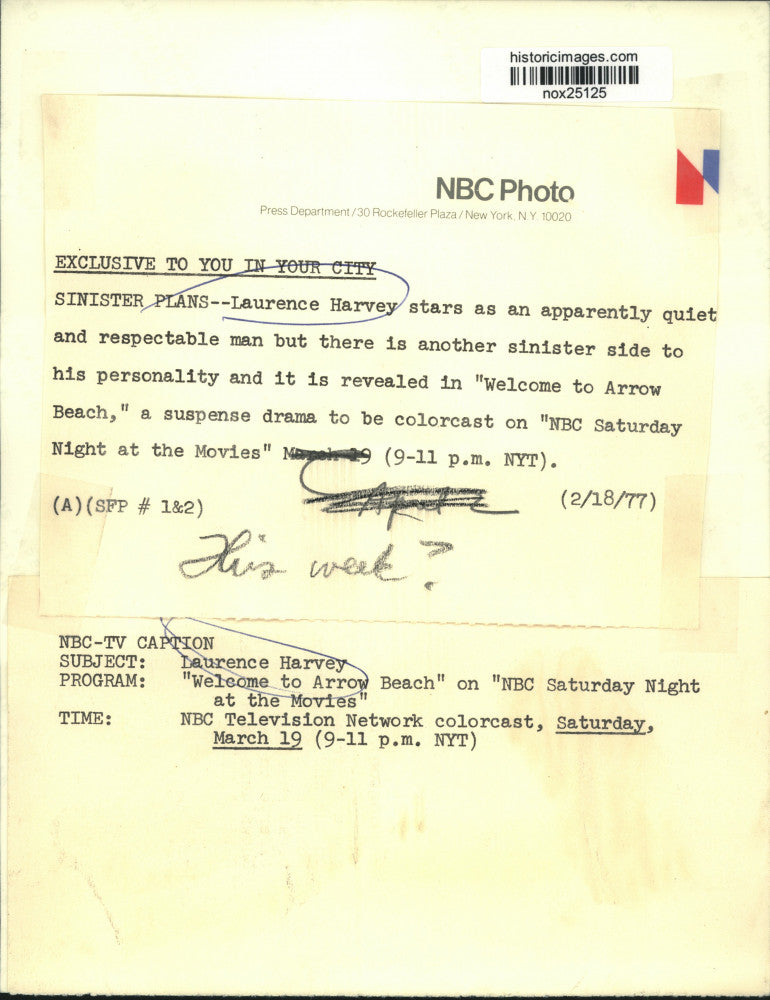 historicimages.com
nox25125
NBC Photo
Press Department/30 Rockefeller Plaza/New York, N.Y. 10020
EXCLUSIVE TO YOU IN YOUR CITY
SINISTER PLANS--Laurence Harvey stars as an apparently quiet
and respectable man but there is another sinister side to
his personality and it is revealed in "Welcome to Arrow
Beach," a suspense drama to be colorcast on "NBC Saturday
Night at the Movies" March 19 (9-11 p.m. NYT).
(A)(SFP # 1&2) (2/18/77)
This week?
NBC-TV CAPTION
SUBJECT: Laurence Harvey
PROGRAM: "Welcome to Arrow Beach" on "NBC Saturday Night
at the Movies"
TIME: NBC Television Network colorcast, Saturday,
March 19 (9-11 p.m. NYT)